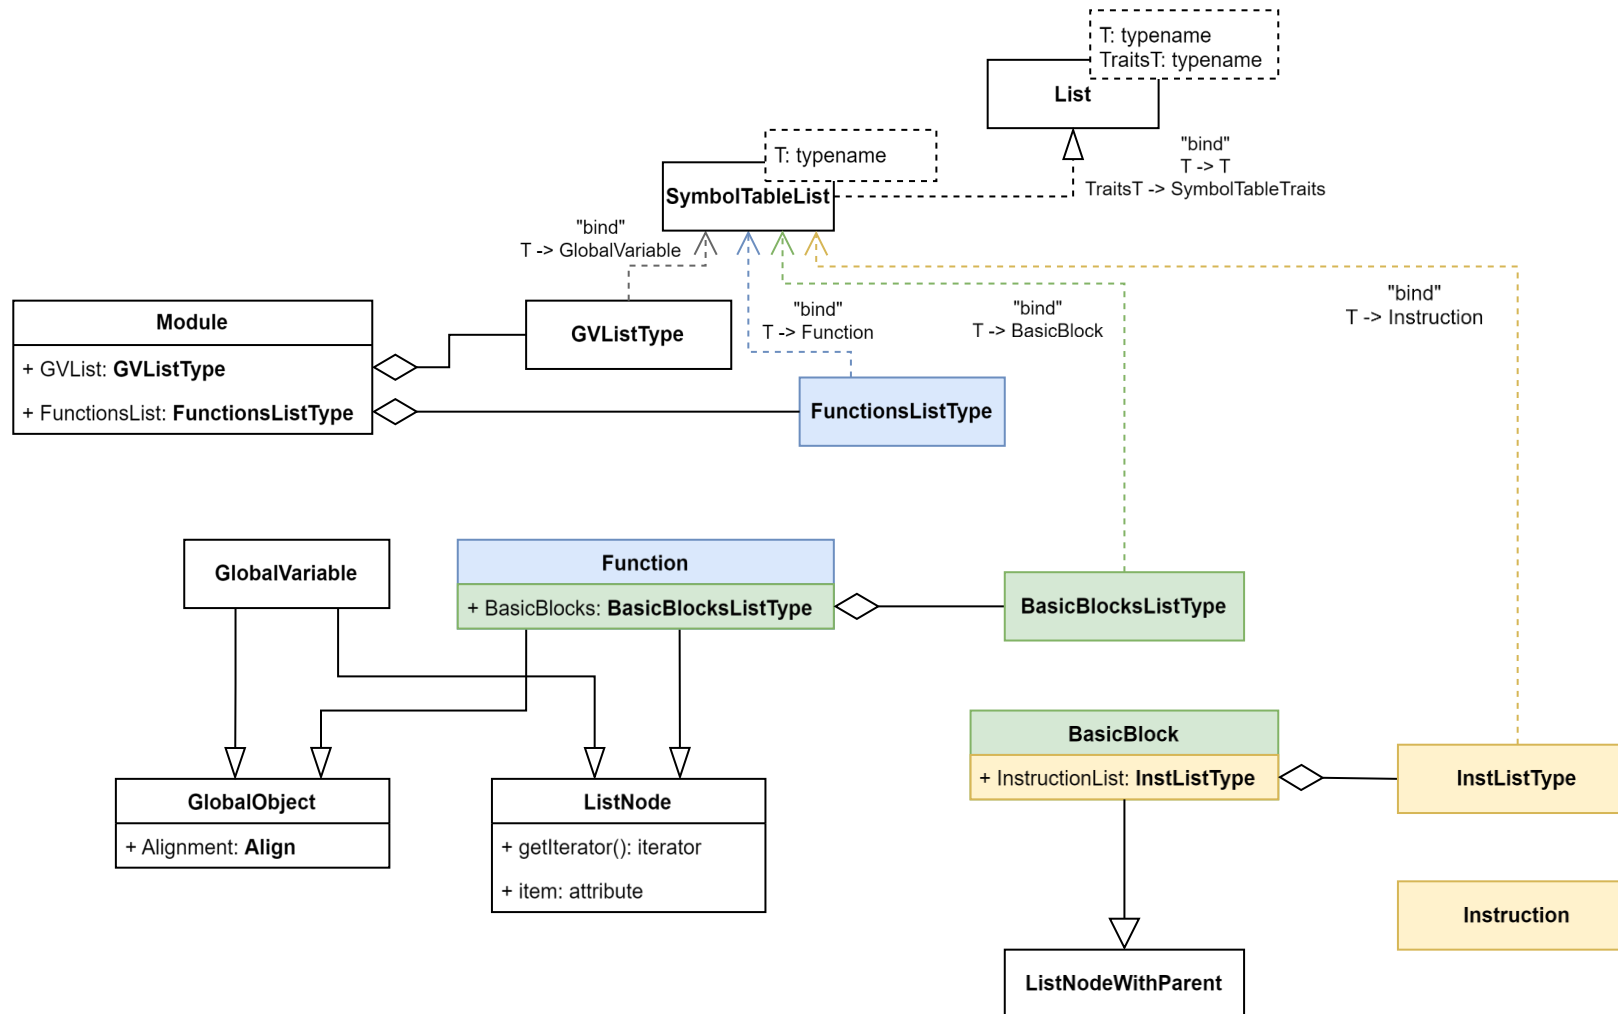 T: typename
TraitsT: typename
List
T: typename
SymbolTableList
"bind"
T -> T
TraitsT -> SymbolTableTraits
"bind"
T -> GlobalVariable
Module
+ GVList: GVListType
+ FunctionsList: FunctionsListType
GVListType
"bind"
T -> Function
"bind"
T -> BasicBlock
"bind"
T -> Instruction
FunctionsListType
GlobalVariable
Function
+ BasicBlocks: BasicBlocksListType
BasicBlocksListType
BasicBlock
+ InstructionList: InstListType
InstListType
GlobalObject
+ Alignment: Align
ListNode
+ getIterator(): iterator
+ item: attribute
Instruction
ListNodeWithParent